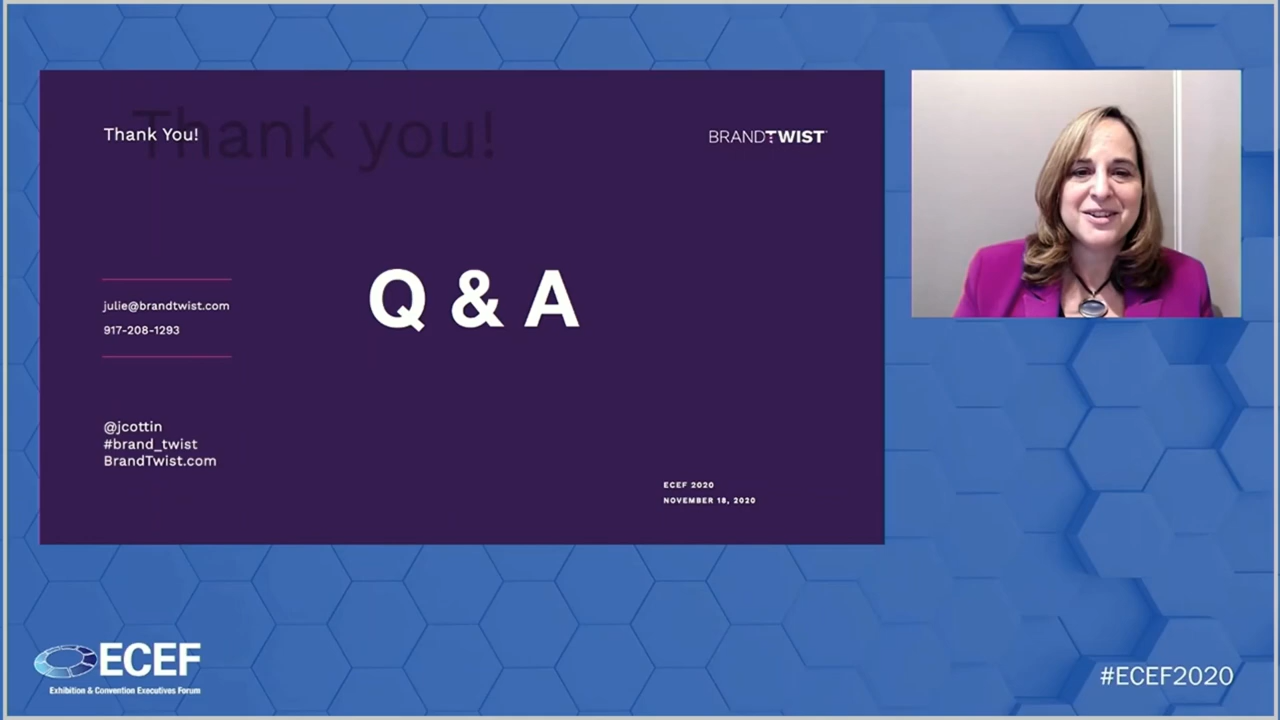 Thank you!
Thank You!
BRANDTWIST
julie@brandtwist.com
917-208-1293
Q & A
@jcottin
#brand_twist
BrandTwist.com
ECEF 2020
NOVEMBER 18, 2020
ECEF
Exhibition & Convention Executives Forum
#ECEF2020